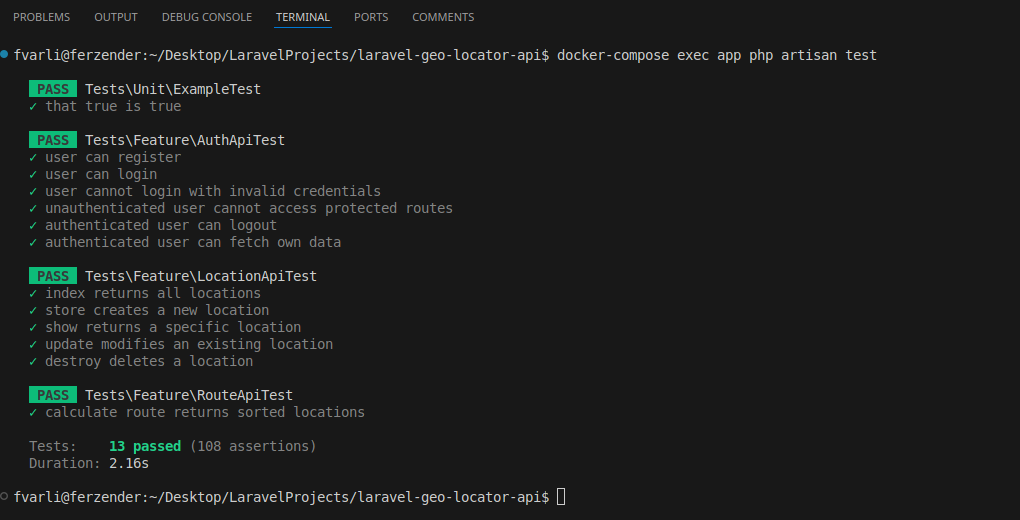 PROBLEMS OUTPUT DEBUG CONSOLE TERMINAL PORTS COMMENTS
fvarli@ferzender:~/Desktop/LaravelProjects/laravel-geo-locator-api$ docker-compose exec app php artisan test
PASS Tests\Unit\ExampleTest
✓ that true is true
PASS Tests\Feature\AuthApiTest
✓ user can register
✓ user can login
✓ user cannot login with invalid credentials
✓ unauthenticated user cannot access protected routes
✓ authenticated user can logout
✓ authenticated user can fetch own data
PASS Tests\Feature\LocationApiTest
✓ index returns all locations
✓ store creates a new location
✓ show returns a specific location
✓ update modifies an existing location
✓ destroy deletes a location
PASS Tests\Feature\RouteApiTest
✓ calculate route returns sorted locations
Tests: 13 passed (108 assertions)
Duration: 2.16s
fvarli@ferzender:~/Desktop/LaravelProjects/laravel-geo-locator-api$